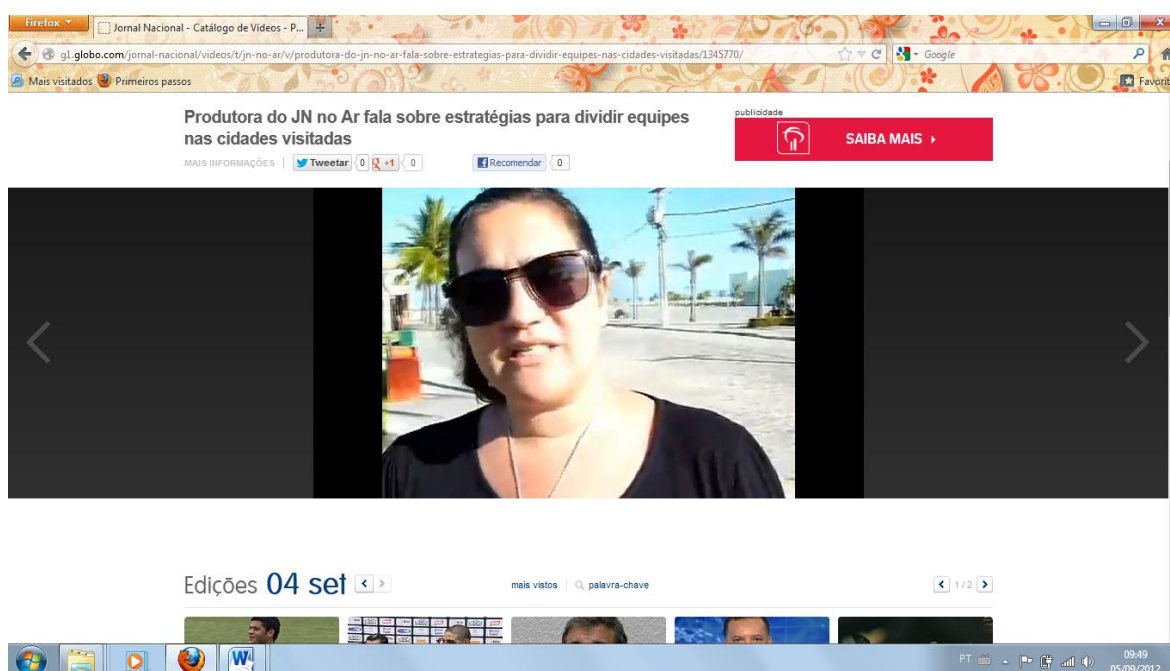 Firefox
Jornal Nacional - Catálogo de Vídeos - P...
g1.globo.com/jornal-nacional/videos/t/jn-no-ar/v/produtora-do-jn-no-ar-fala-sobre-estrategias-para-dividir-equipes-nas-cidades-visitadas/1345770/
Google
Mais visitados
Primeiros passos
Favorit
Produtora do JN no Ar fala sobre estratégias para dividir equipes
nas cidades visitadas
MAIS INFORMAÇÕES
Tweetar 0
+1 0
Recomendar 0
publicidade
SAIBA MAIS
Edições 04 set
mais vistos
palavra-chave
1 / 2
PT
09:49
05/09/2012